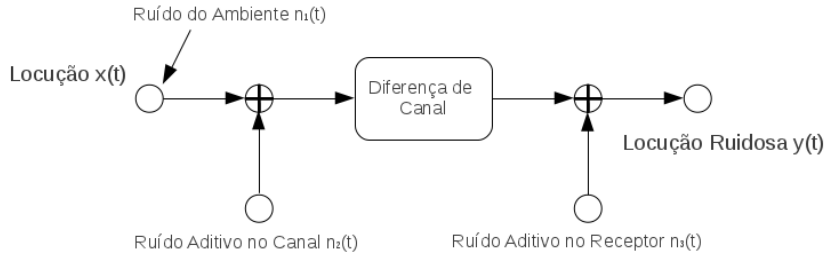 Ruído do Ambiente n₁(t)
Locução x(t)
Diferença de
Canal
Locução Ruidosa y(t)
Ruído Aditivo no Canal n₂(t)
Ruído Aditivo no Receptor n₃(t)